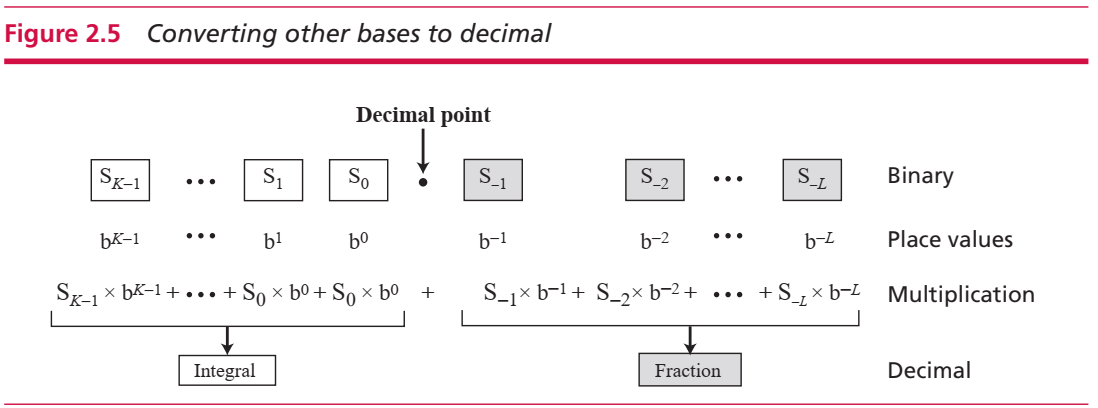 Figure 2.5 Converting other bases to decimal
Decimal point
S_{K–1} ••• S_1 S_0 • S_{–1} S_{–2} ••• S_{–L} Binary
b^{K–1} ••• b^1 b^0 b^{–1} b^{–2} ••• b^{–L} Place values
S_{K–1} × b^{K–1} + ••• + S_0 × b^0 + S_0 × b^0 + S_{–1} × b^{–1} + S_{–2} × b^{–2} + ••• + S_{–L} × b^{–L} Multiplication
Integral Fraction Decimal